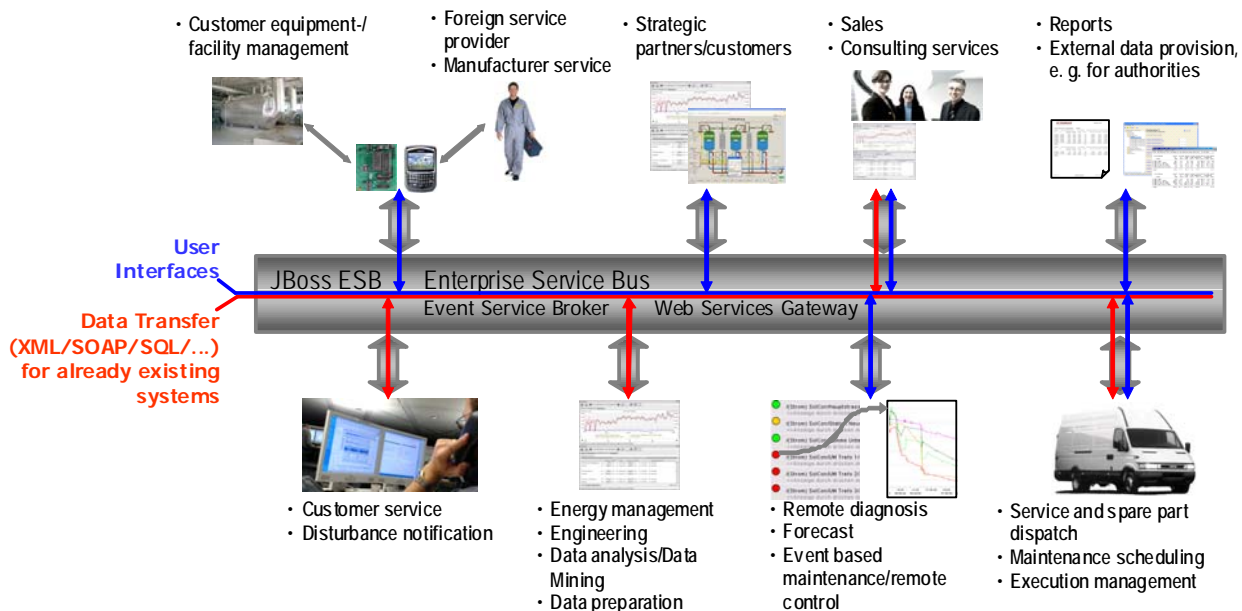 • Customer equipment-/
facility management
• Foreign service
provider
• Manufacturer service
• Strategic
partners/customers
• Sales
• Consulting services
• Reports
• External data provision,
e. g. for authorities
User
Interfaces
JBoss ESB
Enterprise Service Bus
Event Service Broker
Web Services Gateway
Data Transfer
(XML/SOAP/SQL/...)
for already existing
systems
• Customer service
• Disturbance notification
• Energy management
• Engineering
• Data analysis/Data
Mining
• Data preparation
• Remote diagnosis
• Forecast
• Event based
maintenance/remote
control
• Service and spare part
dispatch
• Maintenance scheduling
• Execution management